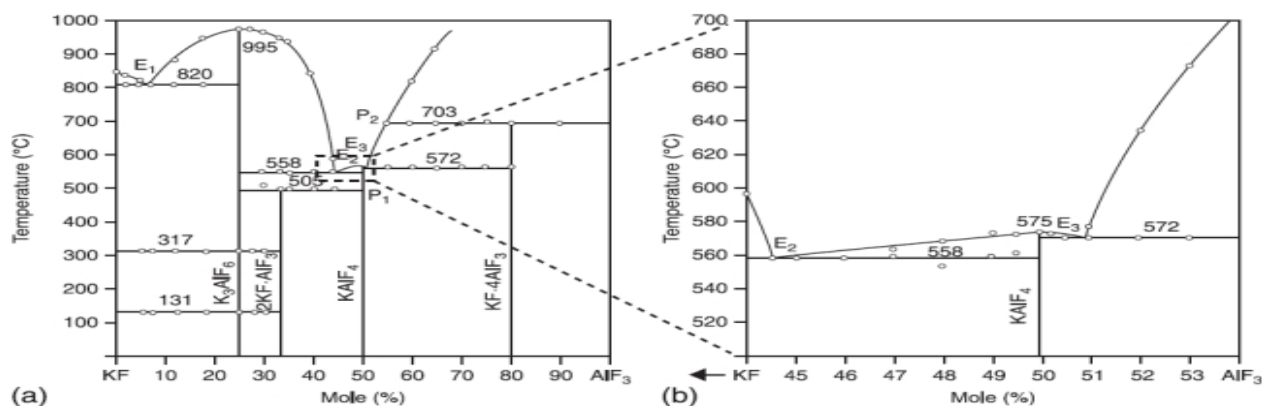 1000
900
800
700
600
500
400
300
200
100
Temperature (°C)
E1
820
995
P2
703
E3
E2
558
572
505
P1
317
131
K3AlF6
2KF·AlF3
KAlF4
KF·4AlF3
KF 10 20 30 40 50 60 70 80 90 AlF3
Mole (%)
(a)
700
680
660
640
620
600
580
560
540
520
Temperature (°C)
E2
575 E3
572
558
KAlF4
KF 45 46 47 48 49 50 51 52 53 AlF3
Mole (%)
(b)